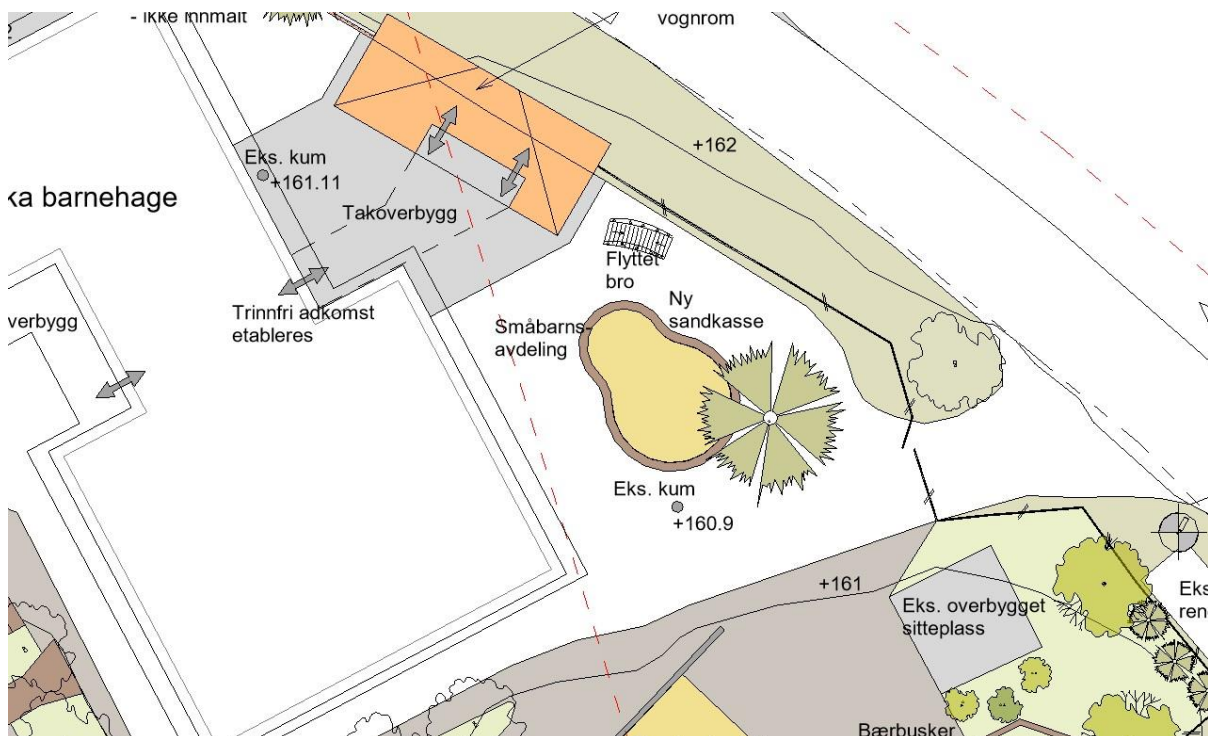 - ikke innmålt
vognrom
+162
Eks. kum
+161.11
ka barnehage
Takoverbygg
Flyttet
bro
Trinnfri adkomst
etableres
Ny
sandkasse
Småbarns-
avdeling
verbygg
Eks. kum
+160.9
+161
Eks. overbygget
sitteplass
Eks
ren
Bærbusker